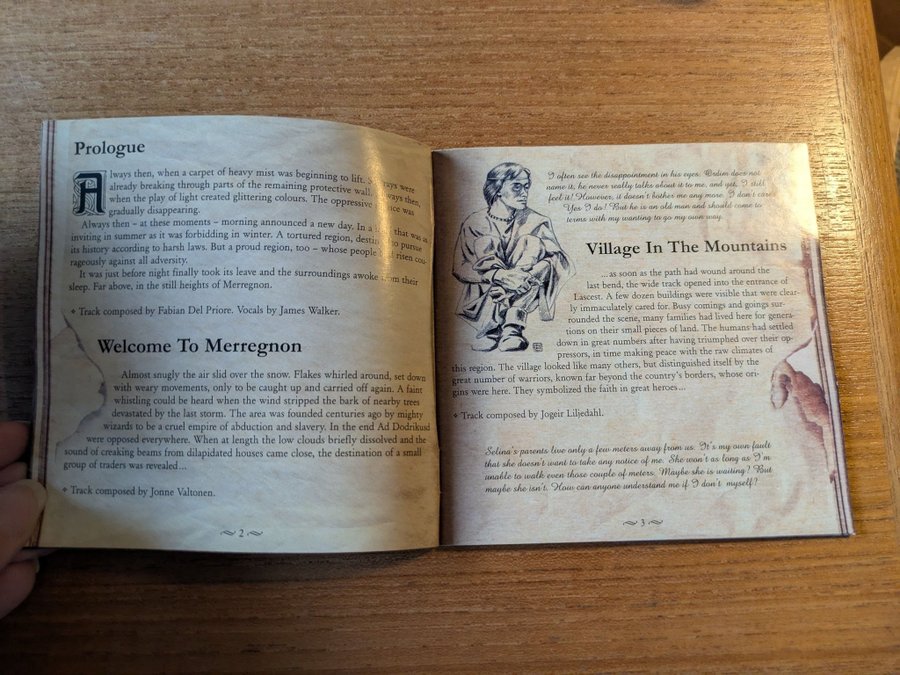 Prologue
Always then, when a carpet of heavy mist was beginning to lift. S rays were
already breaking through parts of the remaining protective wall. Always then,
when the play of light created glittering colours. The oppressive was
gradually disappearing.
Always then – at these moments – morning announced a new day. In a that was as
inviting in summer as it was forbidding in winter. A tortured region, to pursue
its history according to harsh laws. But a proud region, too – whose risen cou-
rageously against all adversity.
It was just before night finally took its leave and the surroundings awoke from their
sleep. Far above, in the still heights of Merregnon.
Track composed by Fabian Del Priore. Vocals by James Walker.
Welcome To Merregnon
Almost smugly the air slid over the snow. Flakes whirled around, set down
with weary movements, only to be caught up and carried off again. A faint
whistling could be heard when the wind stripped the bark of nearby trees
devastated by the last storm. The area was founded centuries ago by mighty
wizards to be a cruel empire of abduction and slavery. In the end Ad Dodrikusd
were opposed everywhere. When at length the low clouds briefly dissolved and the
sound of creaking beams from dilapidated houses came close, the destination of a small
group of traders was revealed...
Track composed by Jonne Valtonen.
2
I often see the disappointment in his eyes. Ordim does not
name it, he never really talks about it to me, and yet, I still
feel it! However, it doesn't bother me any more. I don't care.
Yes I do! But he is an old man and should come to
terms with my wanting to go my own way.
Village In The Mountains
...as soon as the path had wound around the
last bend, the wide track opened into the entrance of
Lascest. A few dozen buildings were visible that were clear-
ly immaculately cared for. Busy comings and goings sur-
rounded the scene, many families had lived here for genera-
tions on their small pieces of land. The humans had settled
down in great numbers after having triumphed over their op-
pressors, in time making peace with the raw climates of
this region. The village looked like many others, but distinguished itself by the
great number of warriors, known far beyond the country's borders, whose ori-
gins were here. They symbolized the faith in great heroes...
Track composed by Jogeir Liljedahl.
Selina's parents live only a few meters away from us. It's my own fault
that she doesn't want to take any notice of me. She won't as long as I'm
unable to walk even those couple of meters. Maybe she is waiting? But
maybe she isn't. How can anyone understand me if I don't myself?
3